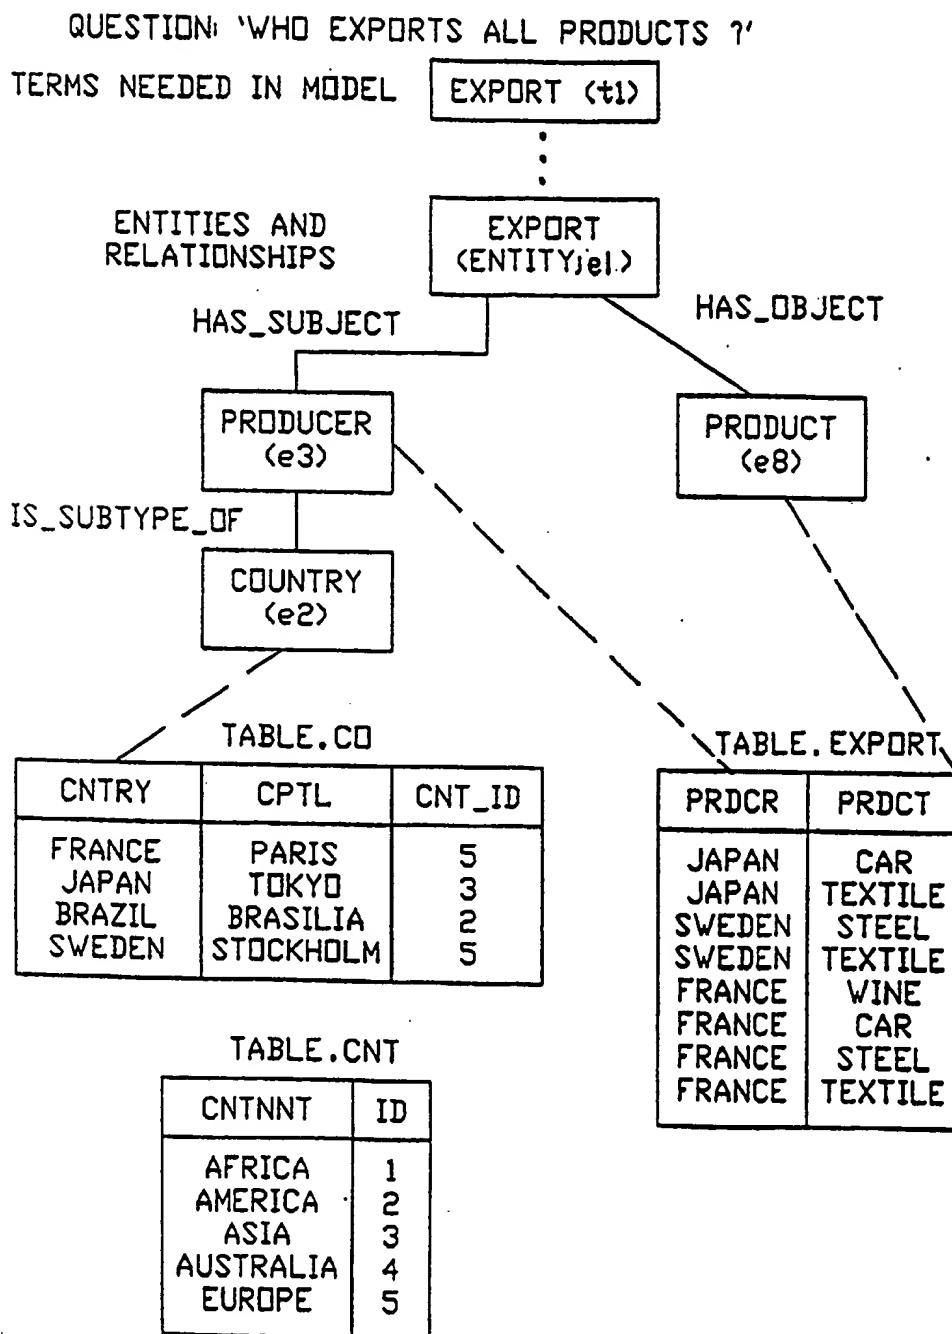 QUESTION: 'WHO EXPORTS ALL PRODUCTS ?'
TERMS NEEDED IN MODEL
EXPORT (t1)
ENTITIES AND
RELATIONSHIPS
EXPORT
(ENTITY;e1.)
HAS_SUBJECT
HAS_OBJECT
PRODUCER
(e3)
PRODUCT
(e8)
IS_SUBTYPE_OF
COUNTRY
(e2)
TABLE.CO
CNTRY CPTL CNT_ID
FRANCE PARIS 5
JAPAN TOKYO 3
BRAZIL BRASILIA 2
SWEDEN STOCKHOLM 5
TABLE.EXPORT
PRDCR PRDCT
JAPAN CAR
JAPAN TEXTILE
SWEDEN STEEL
SWEDEN TEXTILE
FRANCE WINE
FRANCE CAR
FRANCE STEEL
FRANCE TEXTILE
TABLE.CNT
CNTNNT ID
AFRICA 1
AMERICA 2
ASIA 3
AUSTRALIA 4
EUROPE 5